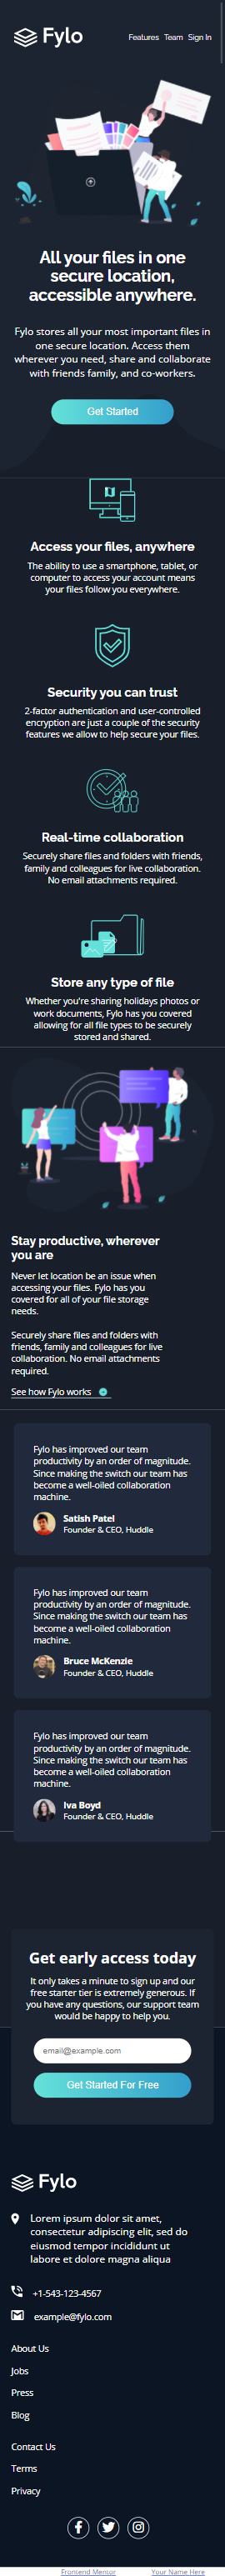 Fylo
Features Team Sign In
All your files in one
secure location,
accessible anywhere.
Fylo stores all your most important files in
one secure location. Access them
wherever you need, share and collaborate
with friends family, and co-workers.
Get Started
Access your files, anywhere
The ability to use a smartphone, tablet, or
computer to access your account means
your files follow you everywhere.
Security you can trust
2-factor authentication and user-controlled
encryption are just a couple of the security
features we allow to help secure your files.
Real-time collaboration
Securely share files and folders with friends,
family and colleagues for live collaboration.
No email attachments required.
Store any type of file
Whether you're sharing holidays photos or
work documents, Fylo has you covered
allowing for all file types to be securely
stored and shared.
Stay productive, wherever
you are
Never let location be an issue when
accessing your files. Fylo has you
covered for all of your file storage
needs.
Securely share files and folders with
friends, family and colleagues for live
collaboration. No email attachments
required.
See how Fylo works
Fylo has improved our team
productivity by an order of magnitude.
Since making the switch our team has
become a well-oiled collaboration
machine.
Satish Patel
Founder & CEO, Huddle
Fylo has improved our team
productivity by an order of magnitude.
Since making the switch our team has
become a well-oiled collaboration
machine.
Bruce McKenzie
Founder & CEO, Huddle
Fylo has improved our team
productivity by an order of magnitude.
Since making the switch our team has
become a well-oiled collaboration
machine.
Iva Boyd
Founder & CEO, Huddle
Get early access today
It only takes a minute to sign up and our
free starter tier is extremely generous. If
you have any questions, our support team
would be happy to help you.
email@example.com
Get Started For Free
Fylo
Lorem ipsum dolor sit amet,
consectetur adipiscing elit, sed do
eiusmod tempor incididunt ut
labore et dolore magna aliqua
+1-543-123-4567
example@fylo.com
About Us
Jobs
Press
Blog
Contact Us
Terms
Privacy
Frontend Mentor Your Name Here